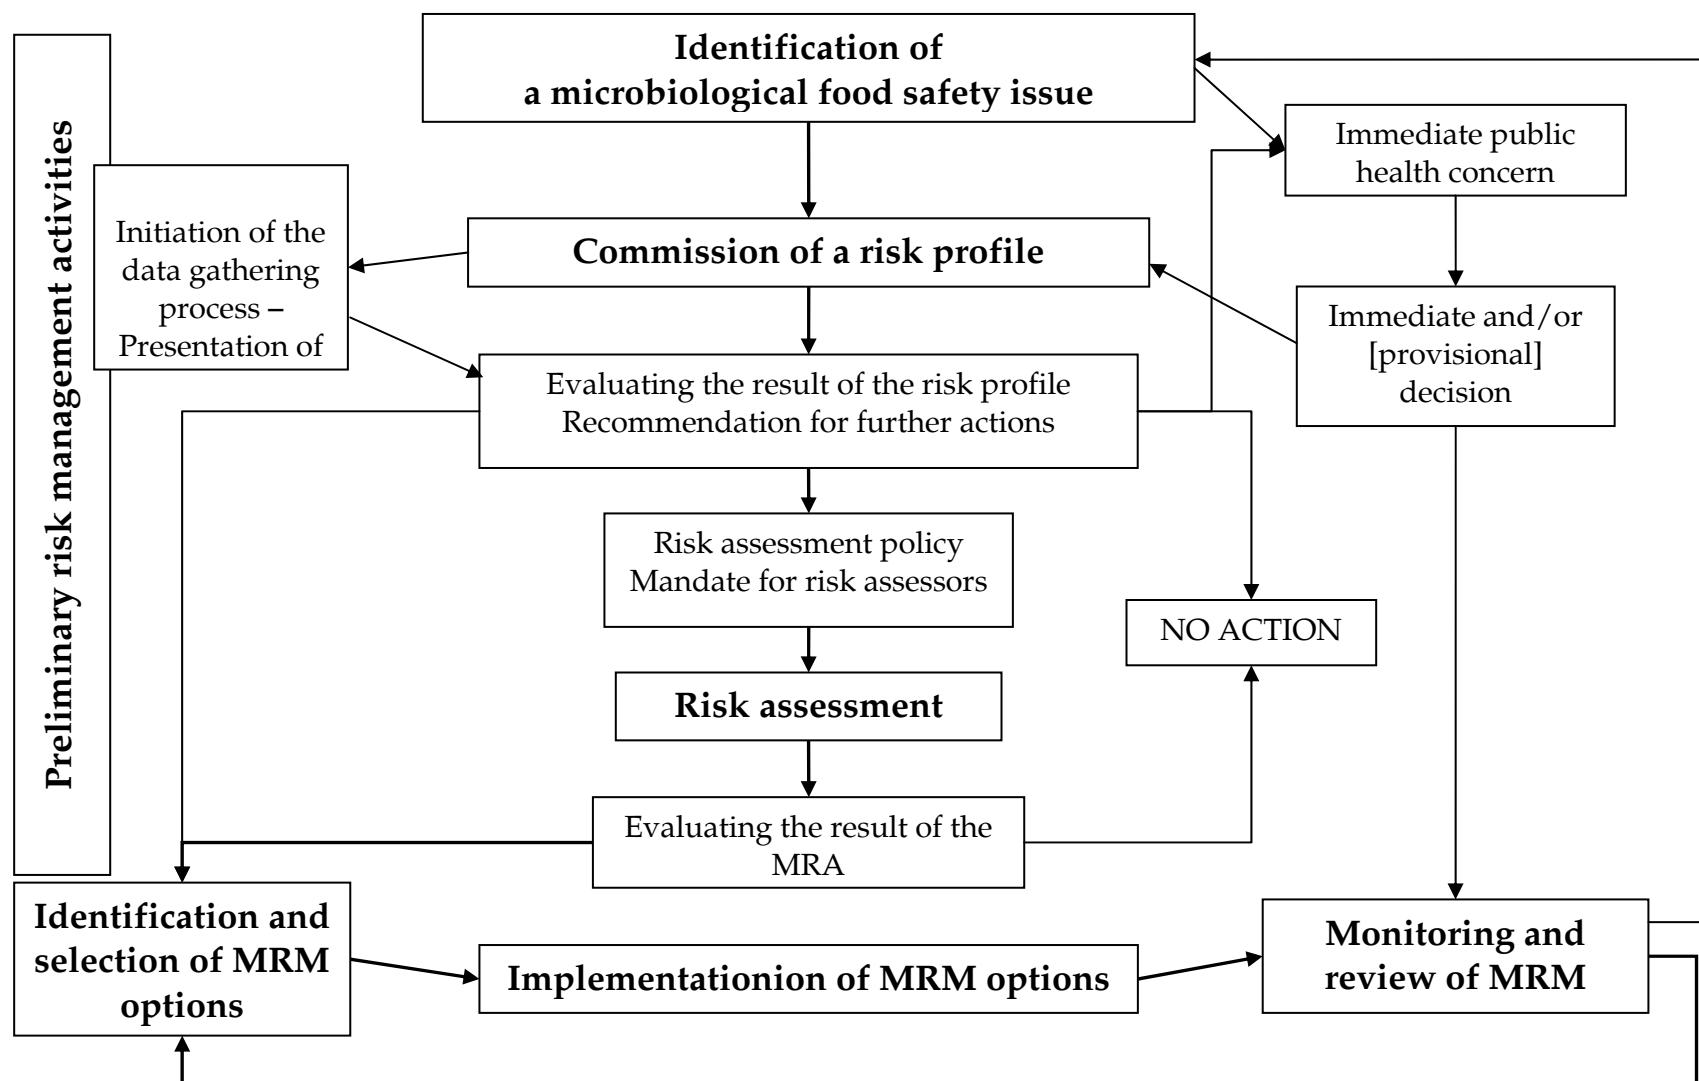 Identification of
a microbiological food safety issue
Preliminary risk management activities
Immediate public
health concern
Initiation of the
data gathering
process –
Presentation of
Commission of a risk profile
Immediate and/or
[provisional]
decision
Evaluating the result of the risk profile
Recommendation for further actions
Risk assessment policy
Mandate for risk assessors
NO ACTION
Risk assessment
Evaluating the result of the
MRA
Identification and
selection of MRM
options
Implementationion of MRM options
Monitoring and
review of MRM